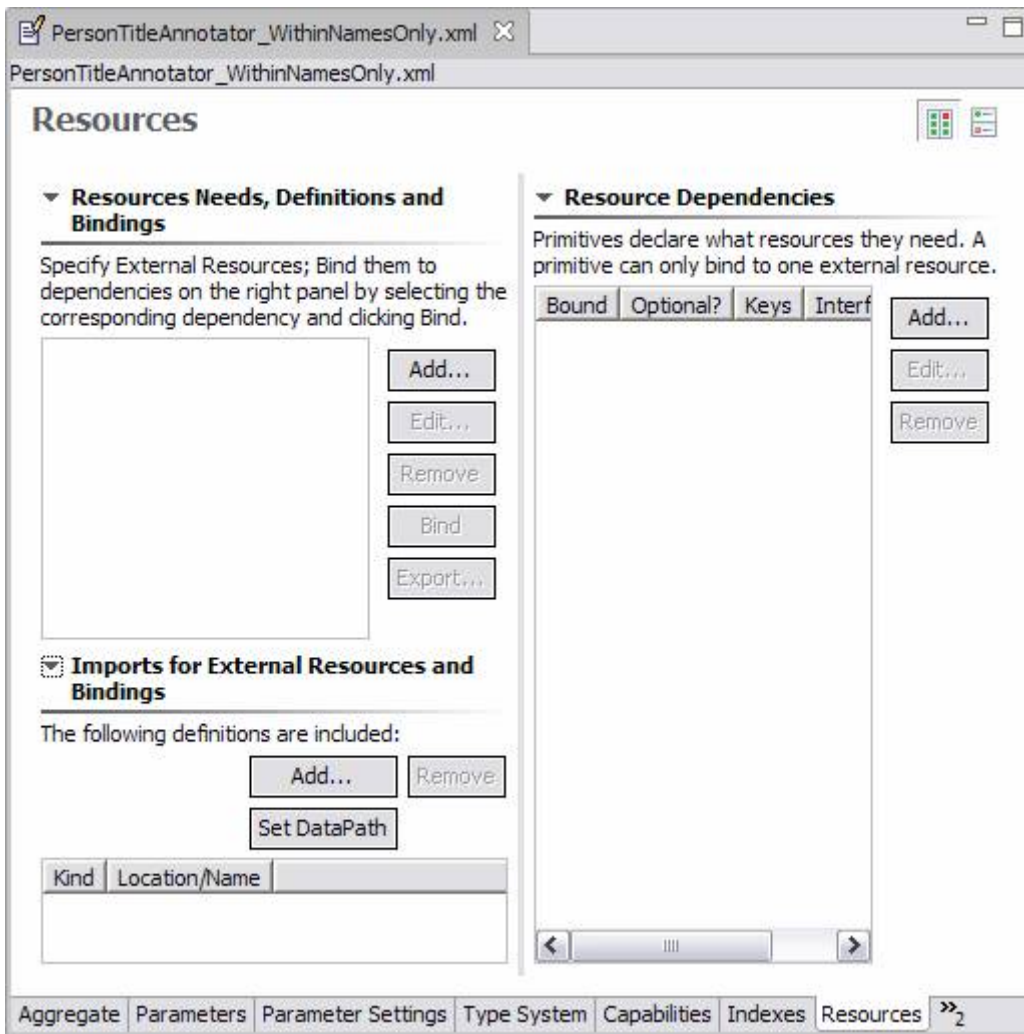 PersonTitleAnnotator_WithinNamesOnly.xml
PersonTitleAnnotator_WithinNamesOnly.xml
Resources
Resources Needs, Definitions and
Bindings
Specify External Resources; Bind them to
dependencies on the right panel by selecting the
corresponding dependency and clicking Bind.
Add...
Edit...
Remove
Bind
Export...
Imports for External Resources and
Bindings
The following definitions are included:
Add... Remove
Set DataPath
Kind Location/Name
Resource Dependencies
Primitives declare what resources they need. A
primitive can only bind to one external resource.
Bound Optional? Keys Interf
Add...
Edit...
Remove
Aggregate Parameters Parameter Settings Type System Capabilities Indexes Resources »2